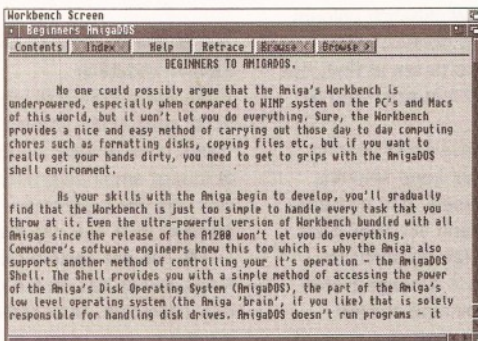 Workbench Screen
Beginners AmigaDOS
Contents Index Help Retrace Browse < Browse >
BEGINNERS TO AMIGADOS.
No one could possibly argue that the Amiga's Workbench is
underpowered, especially when compared to WIMP system on the PC's and Macs
of this world, but it won't let you do everything. Sure, the Workbench
provides a nice and easy method of carrying out those day to day computing
chores such as formatting disks, copying files etc, but if you want to
really get your hands dirty, you need to get to grips with the AmigaDOS
shell environment.
As your skills with the Amiga begin to develop, you'll gradually
find that the Workbench is just too simple to handle every task that you
throw at it. Even the ultra-powerful version of Workbench bundled with all
Amigas since the release of the A1200 won't let you do everything.
Commodore's software engineers knew this too which is why the Amiga also
supports another method of controlling your it's operation - the AmigaDOS
Shell. The Shell provides you with a simple method of accessing the power
of the Amiga's Disk Operating System (AmigaDOS), the part of the Amiga's
low level operating system (the Amiga 'brain', if you like) that is solely
responsible for handling disk drives. AmigaDOS doesn't run programs - it